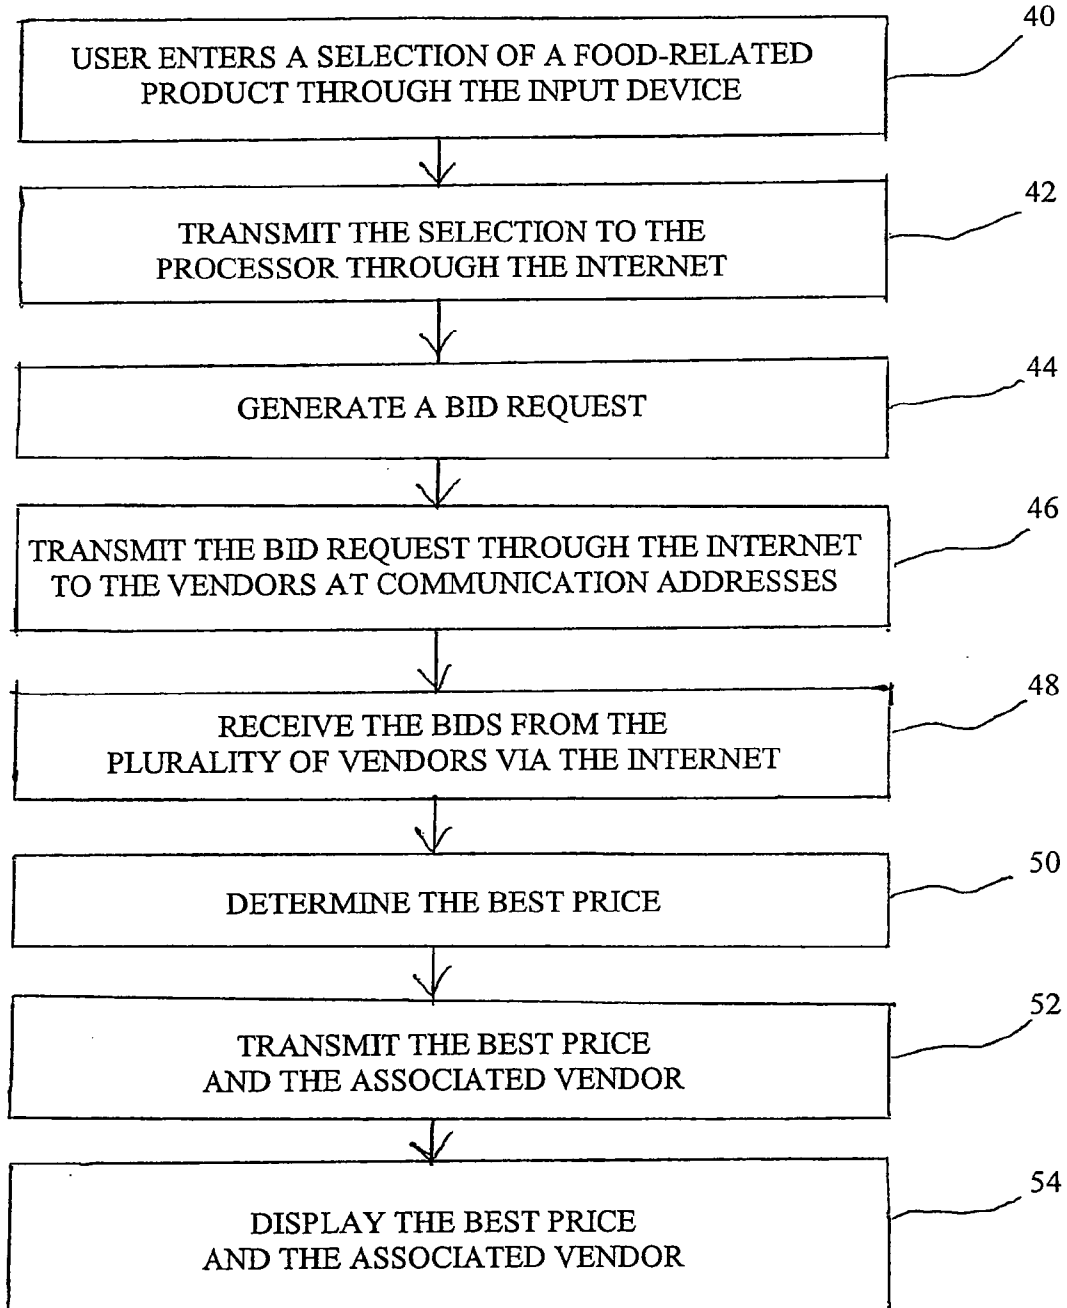 40
USER ENTERS A SELECTION OF A FOOD-RELATED
PRODUCT THROUGH THE INPUT DEVICE
42
TRANSMIT THE SELECTION TO THE
PROCESSOR THROUGH THE INTERNET
44
GENERATE A BID REQUEST
46
TRANSMIT THE BID REQUEST THROUGH THE INTERNET
TO THE VENDORS AT COMMUNICATION ADDRESSES
48
RECEIVE THE BIDS FROM THE
PLURALITY OF VENDORS VIA THE INTERNET
50
DETERMINE THE BEST PRICE
52
TRANSMIT THE BEST PRICE
AND THE ASSOCIATED VENDOR
54
DISPLAY THE BEST PRICE
AND THE ASSOCIATED VENDOR